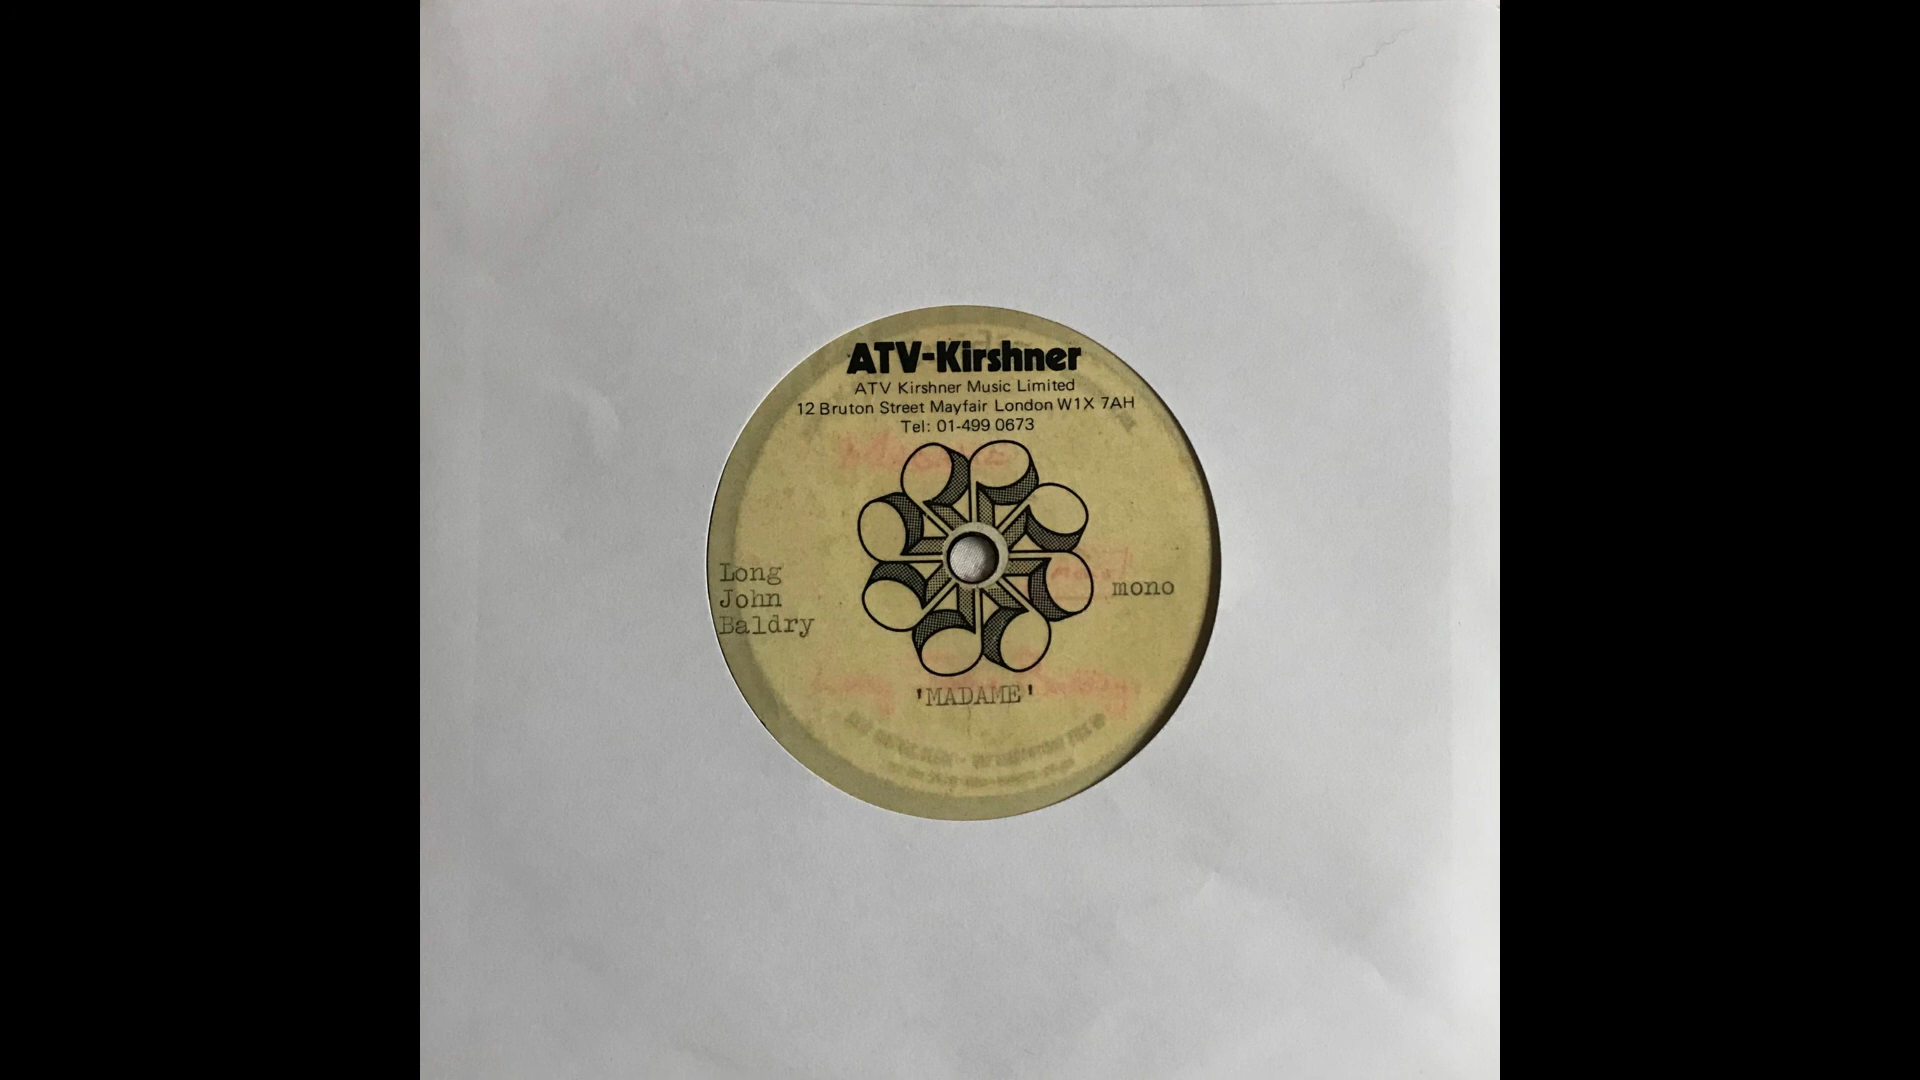 ATV-Kirshner
ATV Kirshner Music Limited
12 Bruton Street Mayfair London W1X 7AH
Tel: 01-499 0673
Long
John
Baldry
mono
'MADAME'